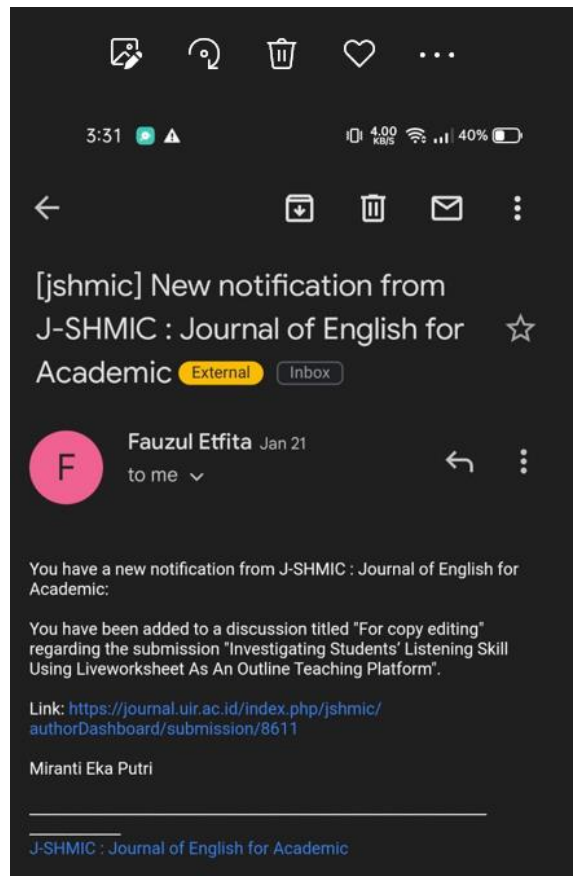 3:31 4.00 KB/S 40%
[jshmic] New notification from
J-SHMIC : Journal of English for
Academic External Inbox
F
Fauzul Etfita Jan 21
to me
You have a new notification from J-SHMIC : Journal of English for
Academic:
You have been added to a discussion titled "For copy editing"
regarding the submission "Investigating Students' Listening Skill
Using Liveworksheet As An Outline Teaching Platform".
Link: https://journal.uir.ac.id/index.php/jshmic/
authorDashboard/submission/8611
Miranti Eka Putri
J-SHMIC : Journal of English for Academic